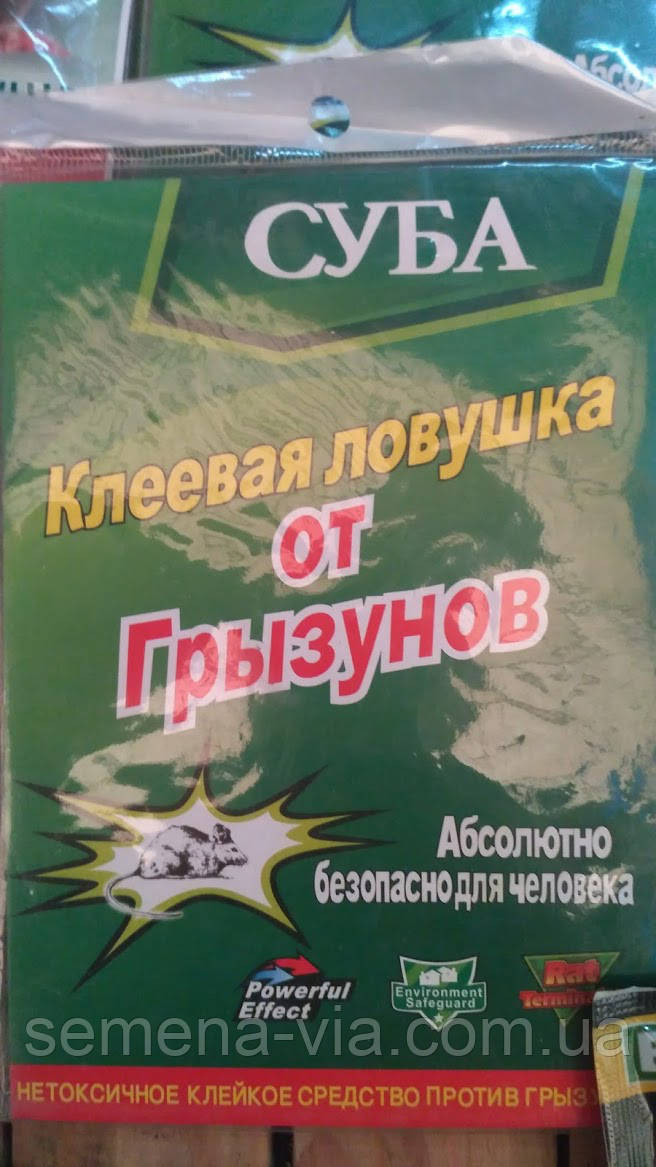 СУБА
Клеевая ловушка
от
Грызунов
Абсолютно
безопасно для человека
Powerful
Effect
Environment
Safeguard
Rat
semena-via.com.ua
НЕТОКСИЧНОЕ КЛЕЙКОЕ СРЕДСТВО ПРОТИВ